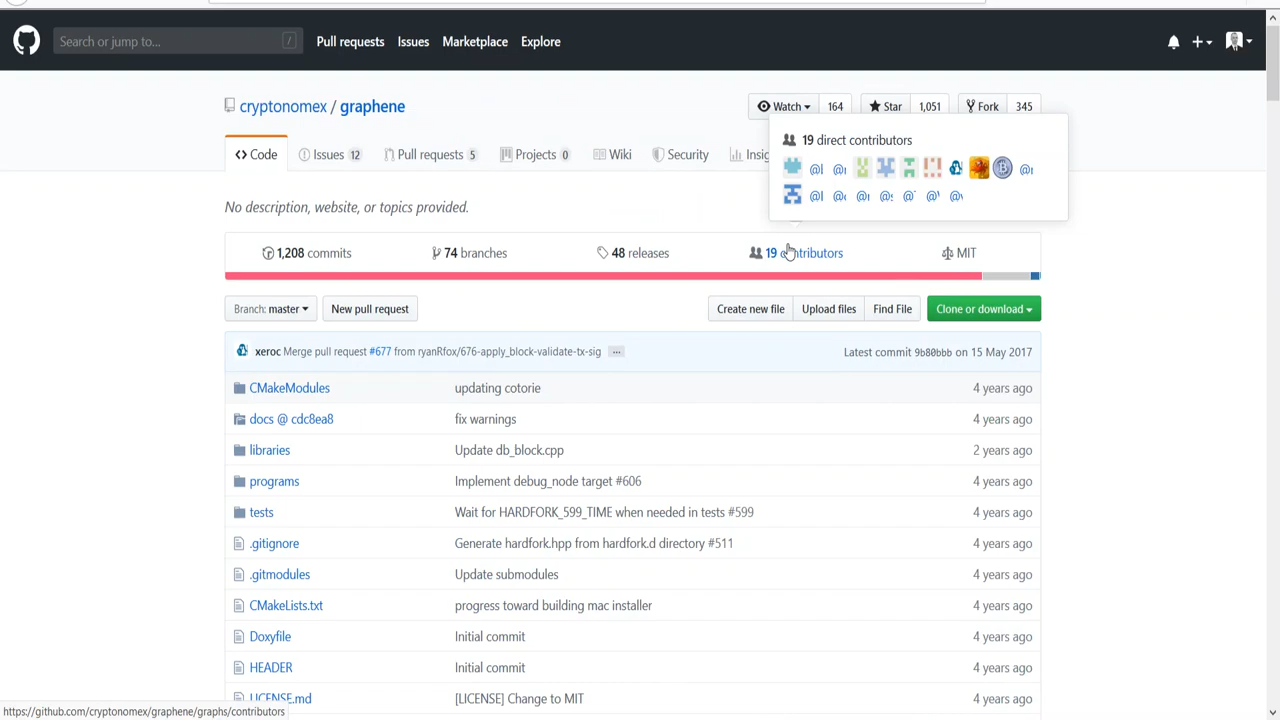 Search or jump to... /
Pull requests Issues Marketplace Explore
cryptonomex / graphene
Watch 164 Star 1,051 Fork 345
19 direct contributors
Code Issues 12 Pull requests 5 Projects 0 Wiki Security
No description, website, or topics provided.
1,208 commits 74 branches 48 releases 19 MIT
Branch: master New pull request Create new file Upload files Find File Clone or download
xeroc Merge pull request #677 from ryanRfox/676-apply_block-validate-tx-sig ... Latest commit 9b80bbb on 15 May 2017
CMakeModules updating cotorie 4 years ago
docs @ cdc8ea8 fix warnings 4 years ago
libraries Update db_block.cpp 2 years ago
programs Implement debug_node target #606 4 years ago
tests Wait for HARDFORK_599_TIME when needed in tests #599 4 years ago
.gitignore Generate hardfork.hpp from hardfork.d directory #511 4 years ago
.gitmodules Update submodules 4 years ago
CMakeLists.txt progress toward building mac installer 4 years ago
Doxyfile Initial commit 4 years ago
HEADER Initial commit 4 years ago
LICENSE.md [LICENSE] Change to MIT 4 years ago
https://github.com/cryptonomex/graphene/graphs/contributors